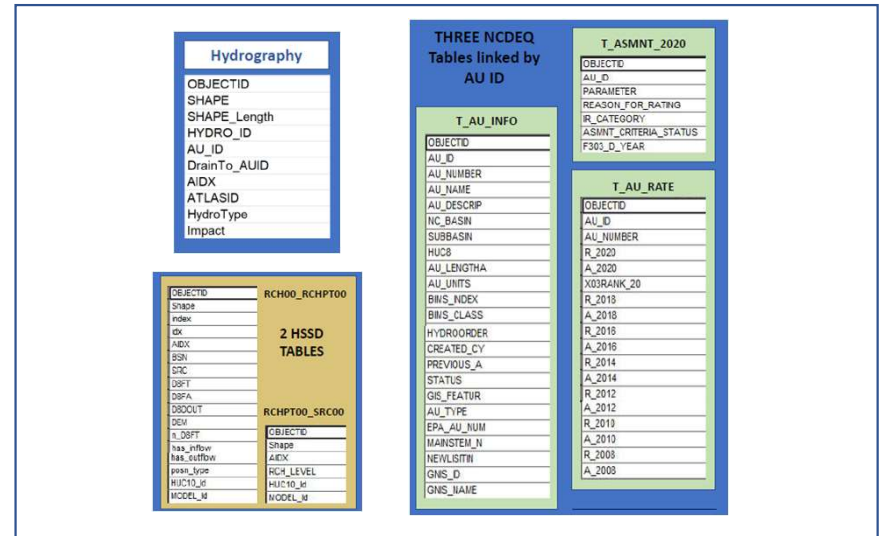 Hydrography
OBJECTID
SHAPE
SHAPE_Length
HYDRO_ID
AU_ID
DrainTo_AUID
AIDX
ATLASID
HydroType
Impact
RCH00_RCHPT00
2 HSSD
TABLES
OBJECTID
Shape
index
idx
AIDX
BSN
SRC
D8FT
D8FA
D8DOUT
DEM
n_D8FT
has_inflow
has_outflow
posn_type
HUC10_Id
MODEL_Id
RCHPT00_SRC00
OBJECTID
Shape
AIDX
RCH_LEVEL
HUC10_Id
MODEL_Id
THREE NCDEQ
Tables linked by
AU ID
T_AU_INFO
OBJECTID
AU_ID
AU_NUMBER
AU_NAME
AU_DESCRIP
NC_BASIN
SUBBASIN
HUC8
AU_LENGTHA
AU_UNITS
BIMS_INDEX
BIMS_CLASS
HYDROORDER
CREATED_CY
PREVIOUS_A
STATUS
GIS_FEATUR
AU_TYPE
EPA_AU_NUM
MAINSTEM_N
NEWLISITIN
GNIS_ID
GNIS_NAME
T_ASMNT_2020
OBJECTID
AU_ID
PARAMETER
REASON_FOR_RATING
IR_CATEGORY
ASMNT_CRITERIA_STATUS
F303_D_YEAR
T_AU_RATE
OBJECTID
AU_ID
AU_NUMBER
R_2020
A_2020
X03RANK_20
R_2018
A_2018
R_2016
A_2016
R_2014
A_2014
R_2012
A_2012
R_2010
A_2010
R_2008
A_2008